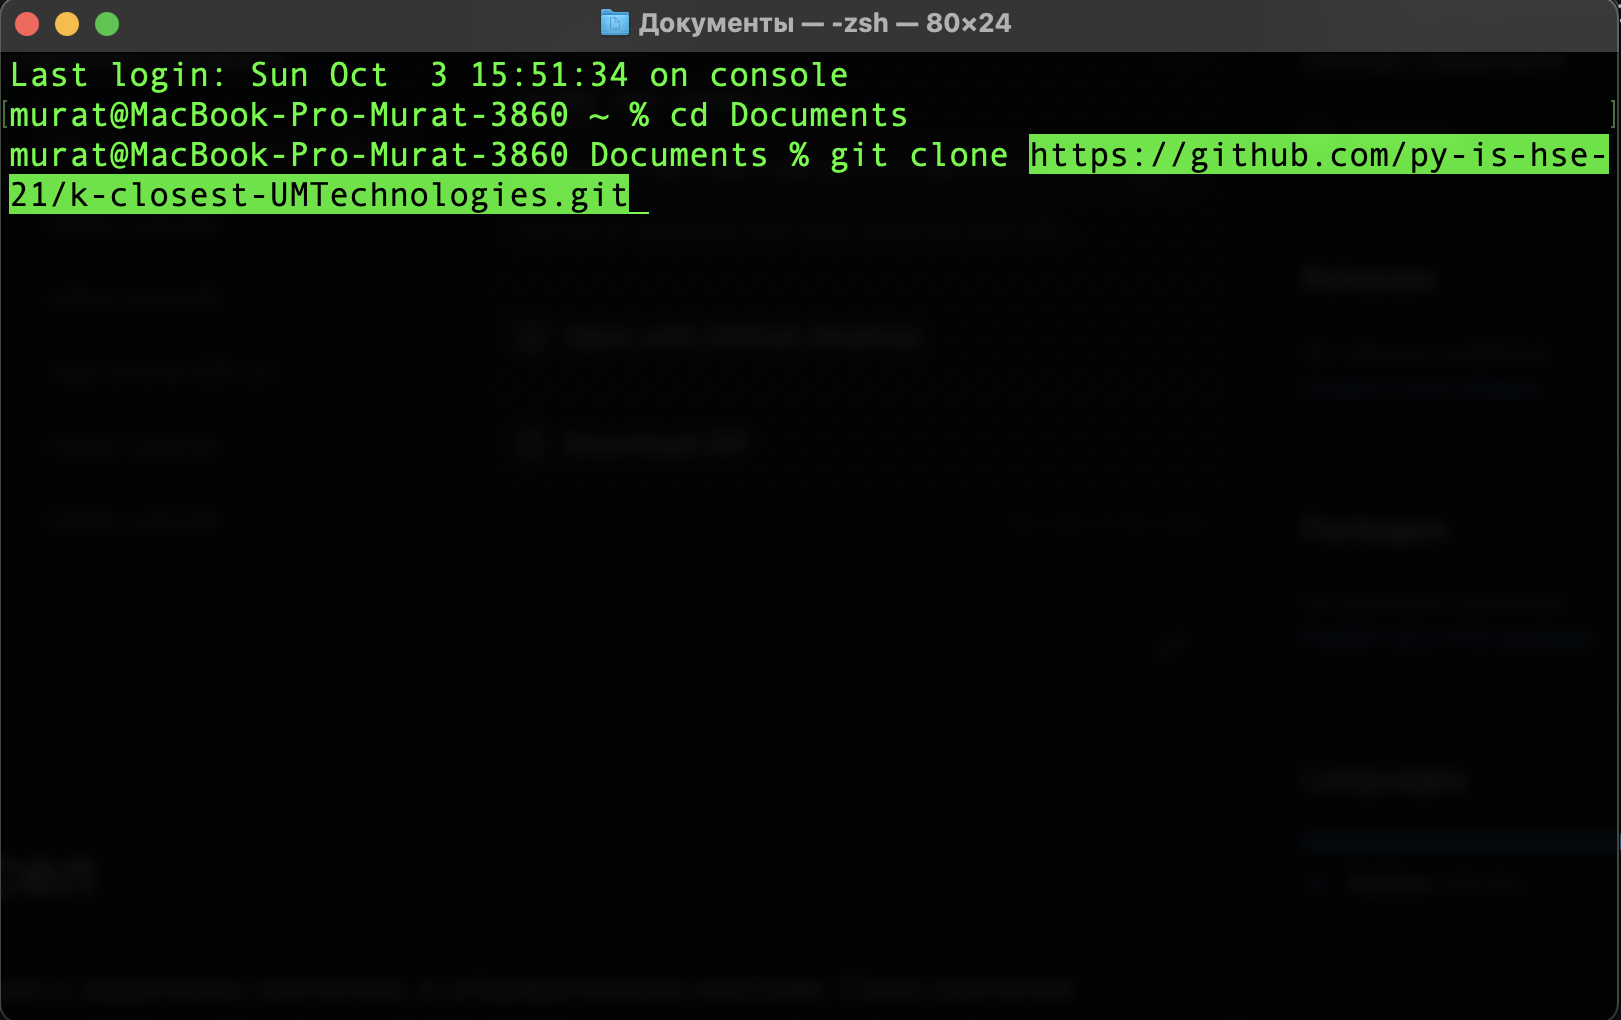 Документы — -zsh — 80×24
Last login: Sun Oct  3 15:51:34 on console
murat@MacBook-Pro-Murat-3860 ~ % cd Documents
murat@MacBook-Pro-Murat-3860 Documents % git clone https://github.com/py-is-hse-
21/k-closest-UMTechnologies.git